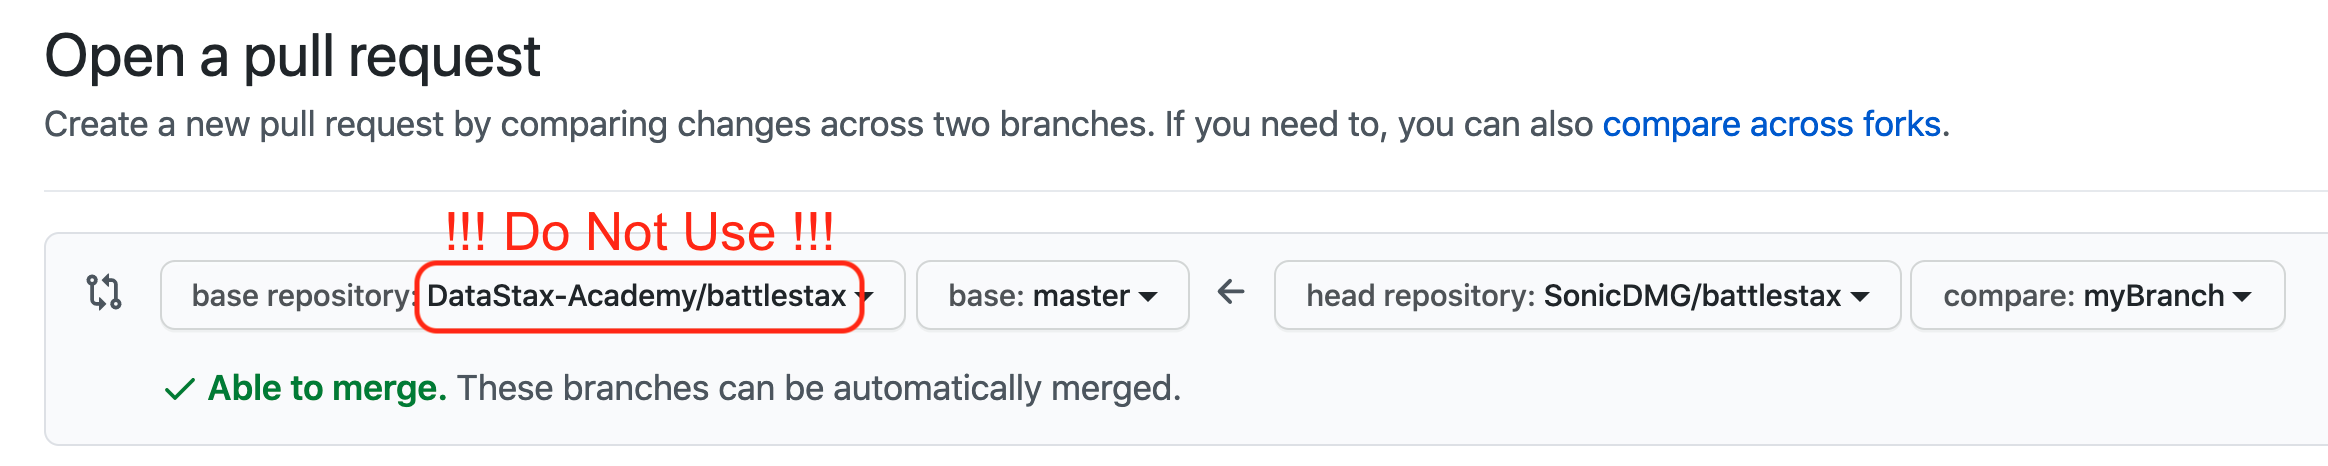 Open a pull request
Create a new pull request by comparing changes across two branches. If you need to, you can also compare across forks.
!!! Do Not Use !!!
base repository: DataStax-Academy/battlestax base: master head repository: SonicDMG/battlestax compare: myBranch
Able to merge. These branches can be automatically merged.